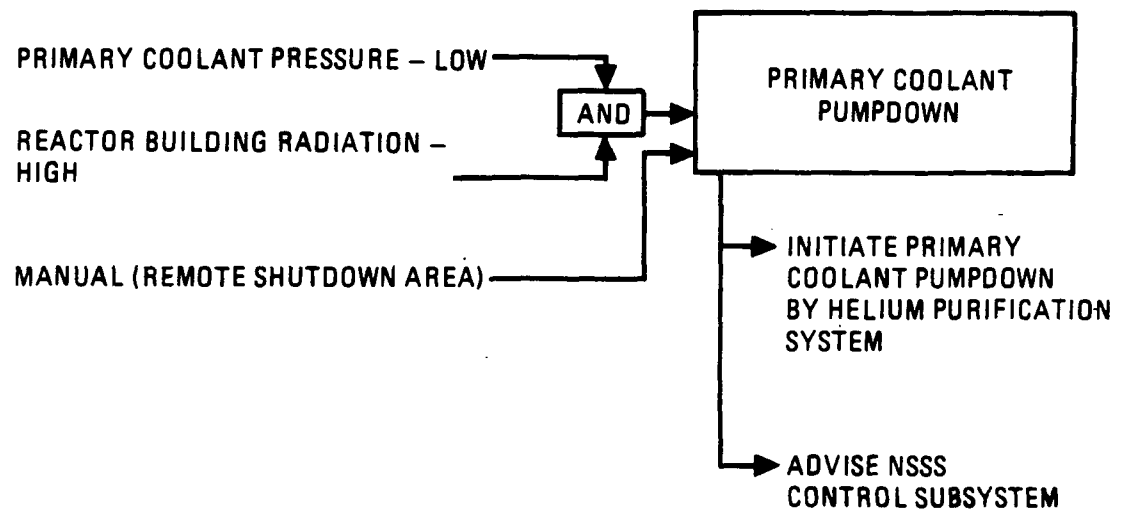 PRIMARY COOLANT PRESSURE – LOW
AND
PRIMARY COOLANT
PUMPDOWN
REACTOR BUILDING RADIATION –
HIGH
MANUAL (REMOTE SHUTDOWN AREA)
INITIATE PRIMARY
COOLANT PUMPDOWN
BY HELIUM PURIFICATION
SYSTEM
ADVISE NSSS
CONTROL SUBSYSTEM